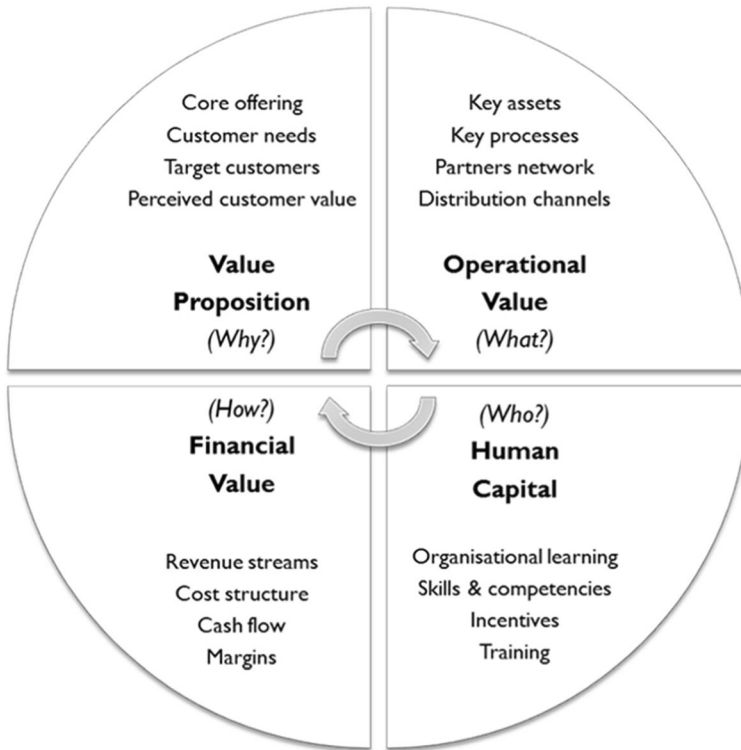 Core offering
Customer needs
Target customers
Perceived customer value
Value
Proposition
(Why?)
Key assets
Key processes
Partners network
Distribution channels
Operational
Value
(What?)
(How?)
Financial
Value
Revenue streams
Cost structure
Cash flow
Margins
(Who?)
Human
Capital
Organisational learning
Skills & competencies
Incentives
Training